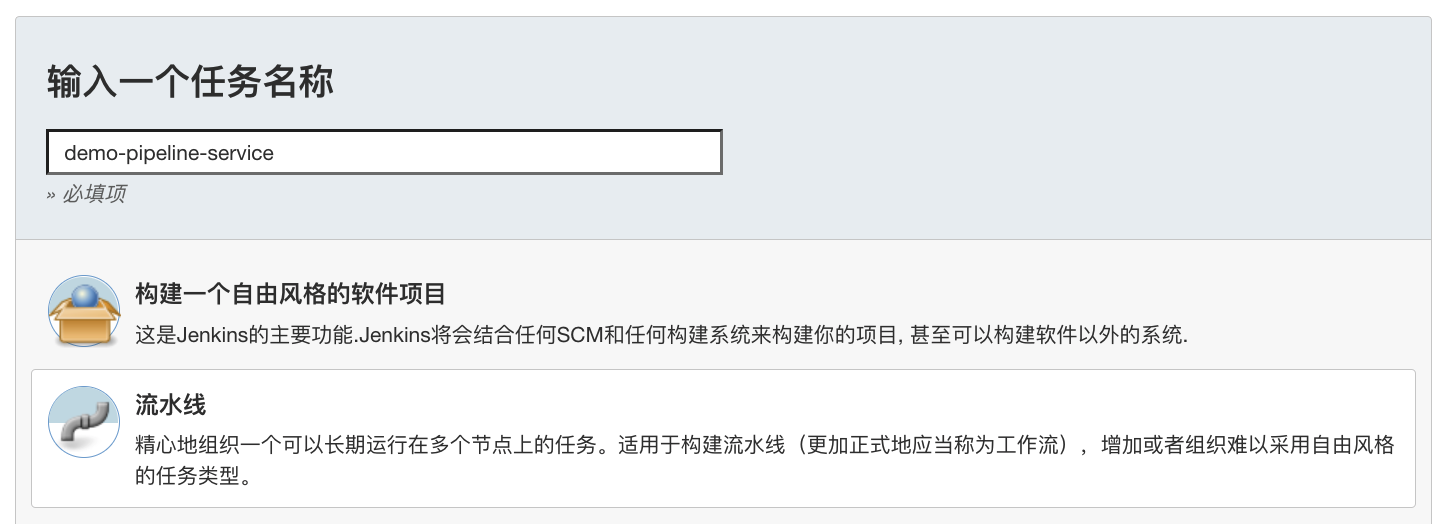 输入一个任务名称
demo-pipeline-service
» 必填项
构建一个自由风格的软件项目
这是Jenkins的主要功能.Jenkins将会结合任何SCM和任何构建系统来构建你的项目, 甚至可以构建软件以外的系统.
流水线
精心地组织一个可以长期运行在多个节点上的任务。适用于构建流水线（更加正式地应当称为工作流），增加或者组织难以采用自由风格
的任务类型。